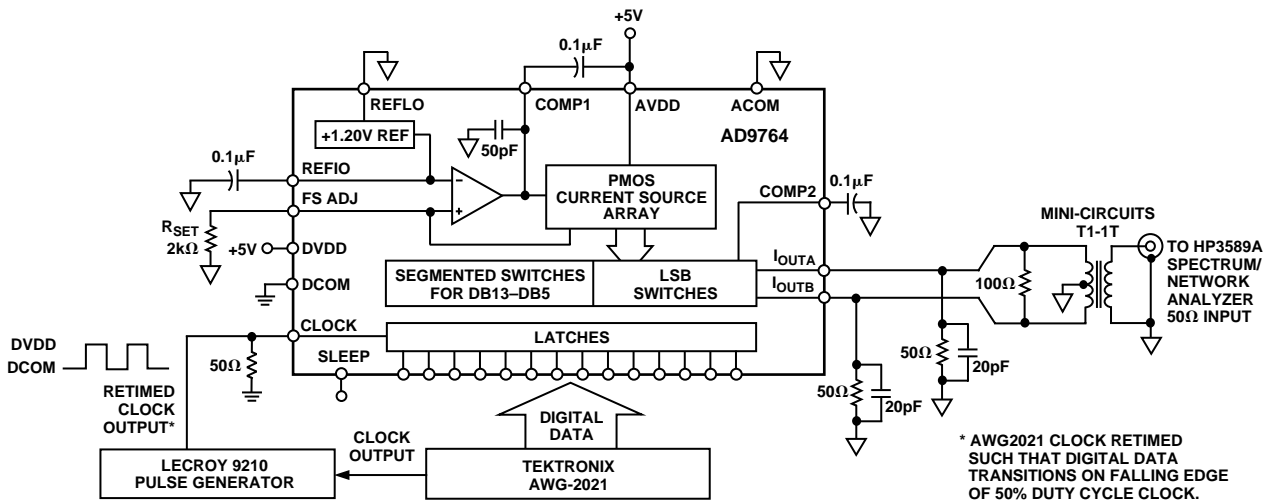 +5V
0.1µF
REFLO
COMP1
AVDD
ACOM
AD9764
+1.20V REF
50pF
0.1µF
REFIO
FS ADJ
–
+
PMOS
CURRENT SOURCE
ARRAY
COMP2
0.1µF
RSET
2kΩ
+5V
DVDD
DCOM
SEGMENTED SWITCHES
FOR DB13–DB5
LSB
SWITCHES
IOUTA
IOUTB
MINI-CIRCUITS
T1-1T
100Ω
TO HP3589A
SPECTRUM/
NETWORK
ANALYZER
50Ω INPUT
CLOCK
LATCHES
DVDD
DCOM
50Ω
SLEEP
50Ω
20pF
50Ω
20pF
RETIMED
CLOCK
OUTPUT*
DIGITAL
DATA
CLOCK
OUTPUT
LECROY 9210
PULSE GENERATOR
TEKTRONIX
AWG-2021
* AWG2021 CLOCK RETIMED
SUCH THAT DIGITAL DATA
TRANSITIONS ON FALLING EDGE
OF 50% DUTY CYCLE CLOCK.